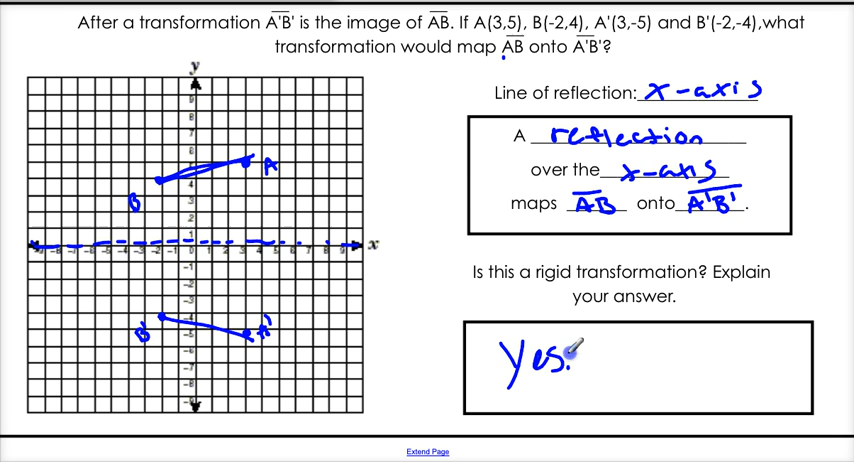 After a transformation A'B' is the image of AB. If A(3,5), B(-2,4), A'(3,-5) and B'(-2,-4),what
transformation would map AB onto A'B'?
y
Line of reflection: x-axis
A reflection
over the x-axis
maps AB onto A'B'.
A
B
x
B'
A'
Is this a rigid transformation? Explain
your answer.
Yes.
Extend Page